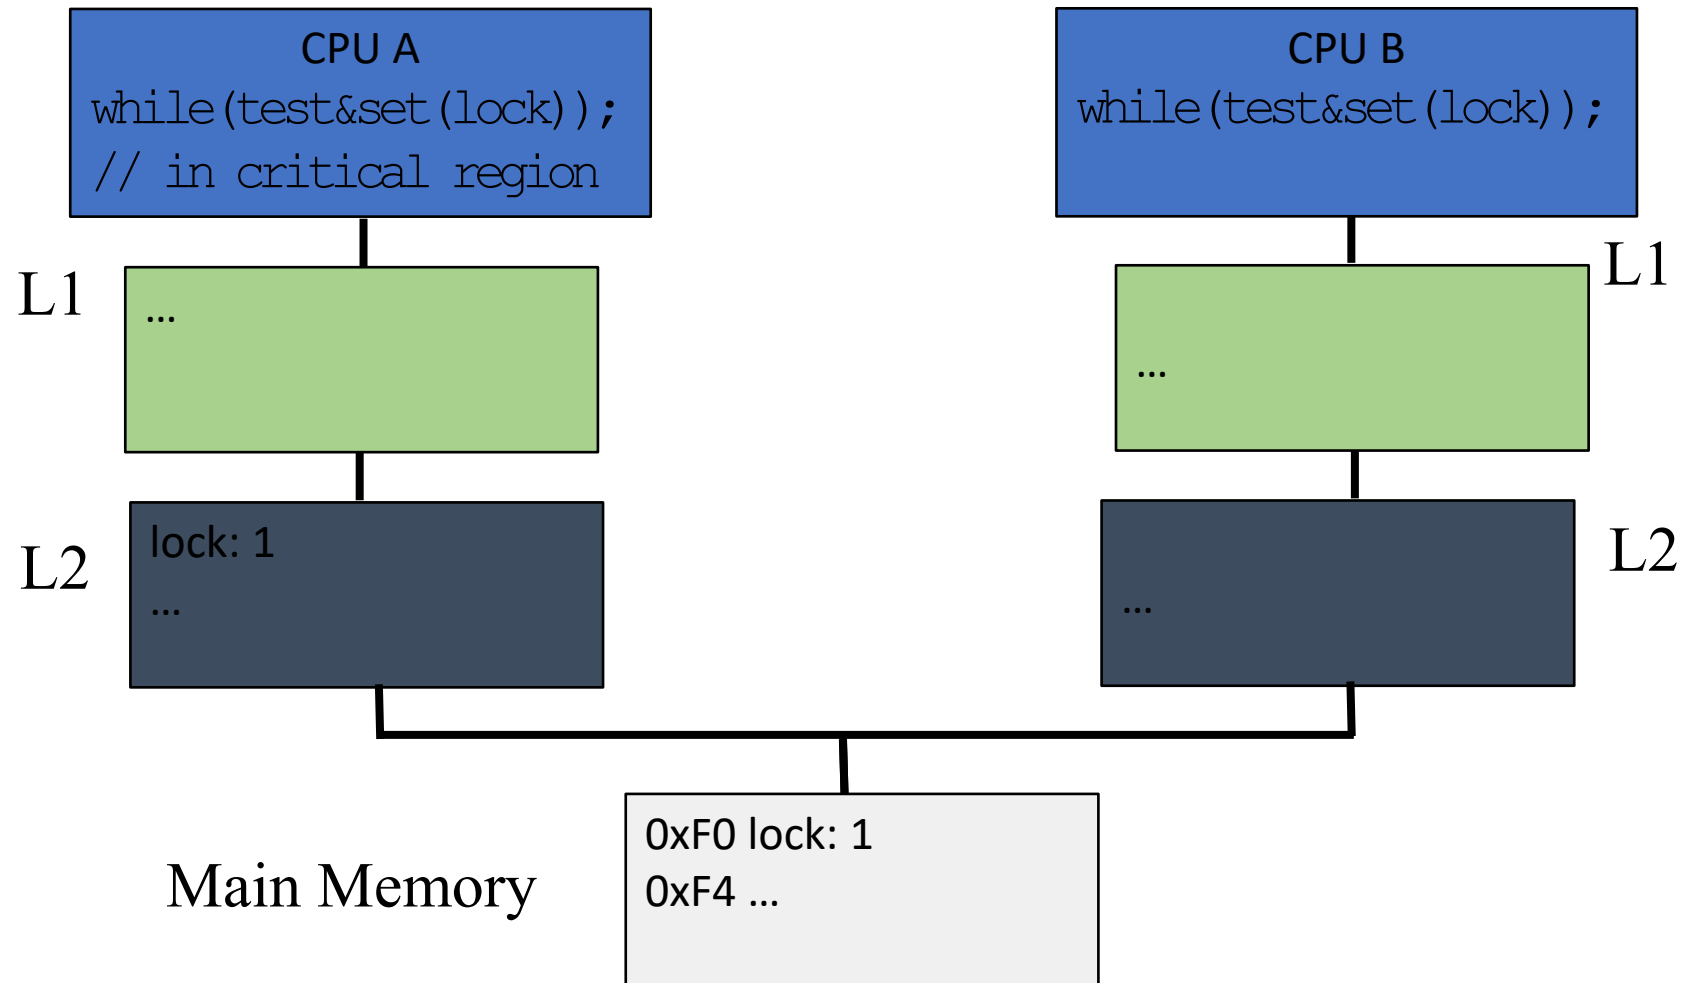 CPU A
while(test&set(lock));
// in critical region
CPU B
while(test&set(lock));
L1
…
L1
…
L2
lock: 1
…
L2
…
Main Memory
0xF0 lock: 1
0xF4 …